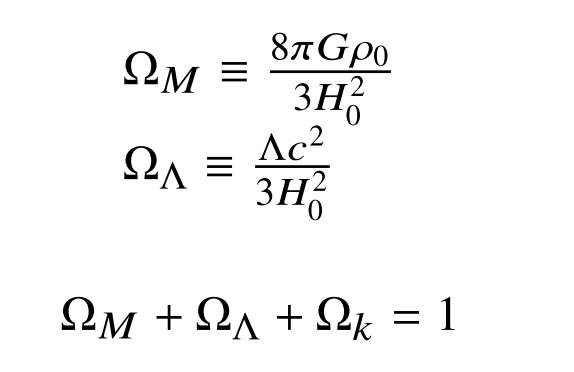 Ω_M ≡ 8πGρ_0 / 3H_0^2
Ω_Λ ≡ Λc^2 / 3H_0^2
Ω_M + Ω_Λ + Ω_k = 1